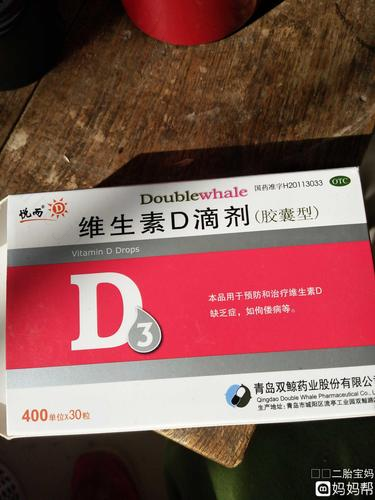 Doublewhale
国药准字H20113033
OTC
悦而 D
维生素D滴剂(胶囊型)
Vitamin D Drops
D3
本品用于预防和治疗维生素D
缺乏症，如佝偻病等。
青岛双鲸药业股份有限公
Qingdao Double Whale Pharmaceutical Co., L
生产地址：青岛市城阳区流亭工业园双鲸路
400单位x30粒
二胎宝妈
妈妈帮